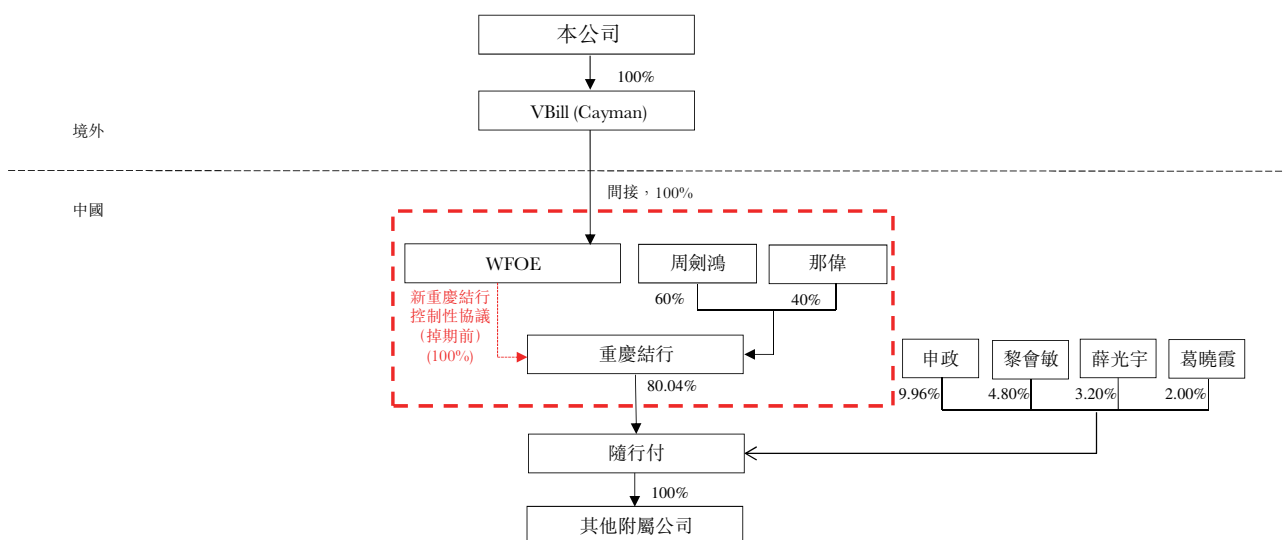 本公司
100%
VBill (Cayman)
境外
間接，100%
中國
WFOE
周劍鴻
那偉
60%
40%
新重慶結行
控制性協議
(掉期前)
(100%)
重慶結行
申政
黎會敏
薛光宇
葛曉霞
80.04%
9.96%
4.80%
3.20%
2.00%
隨行付
100%
其他附屬公司